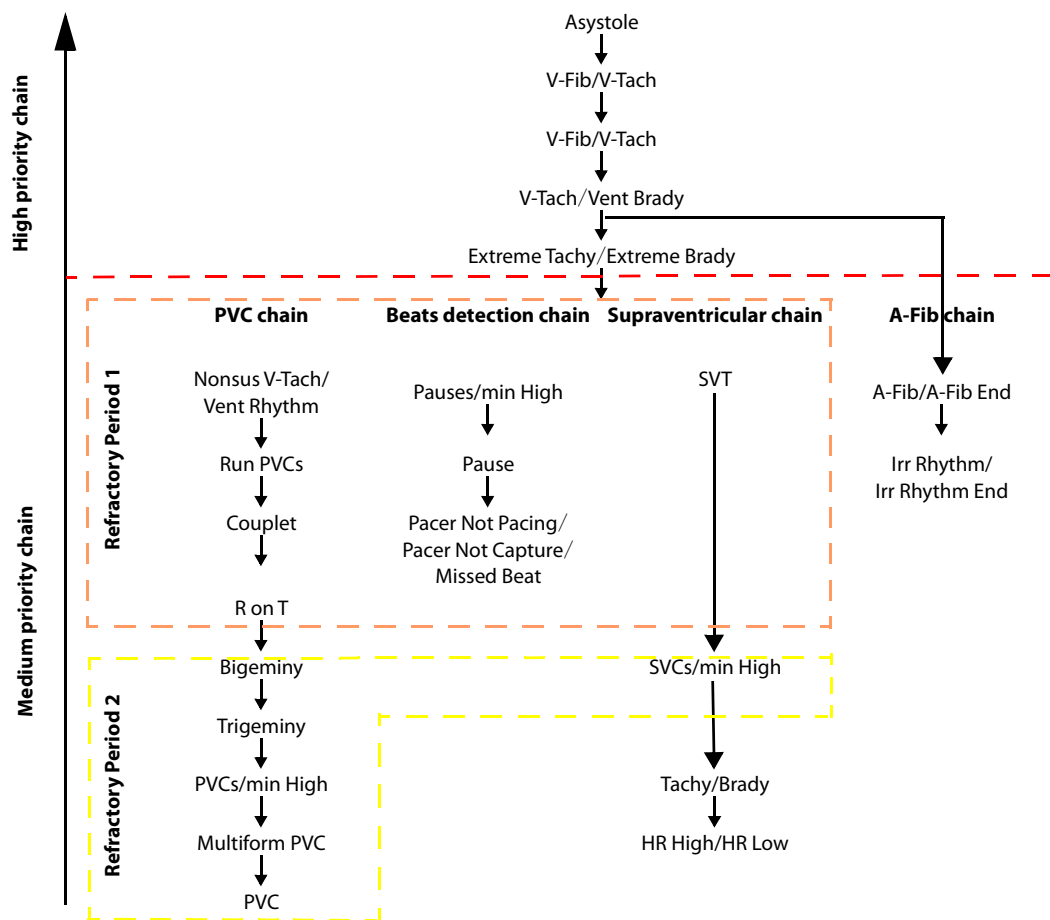 High priority chain
Medium priority chain
Asystole
V-Fib/V-Tach
V-Fib/V-Tach
V-Tach/Vent Brady
Extreme Tachy/Extreme Brady
Refractory Period 1
PVC chain
Nonsus V-Tach/
Vent Rhythm
Run PVCs
Couplet
R on T
Beats detection chain
Pauses/min High
Pause
Pacer Not Pacing/
Pacer Not Capture/
Missed Beat
Supraventricular chain
SVT
A-Fib chain
A-Fib/A-Fib End
Irr Rhythm/
Irr Rhythm End
Refractory Period 2
Bigeminy
Trigeminy
PVCs/min High
Multiform PVC
PVC
SVCs/min High
Tachy/Brady
HR High/HR Low